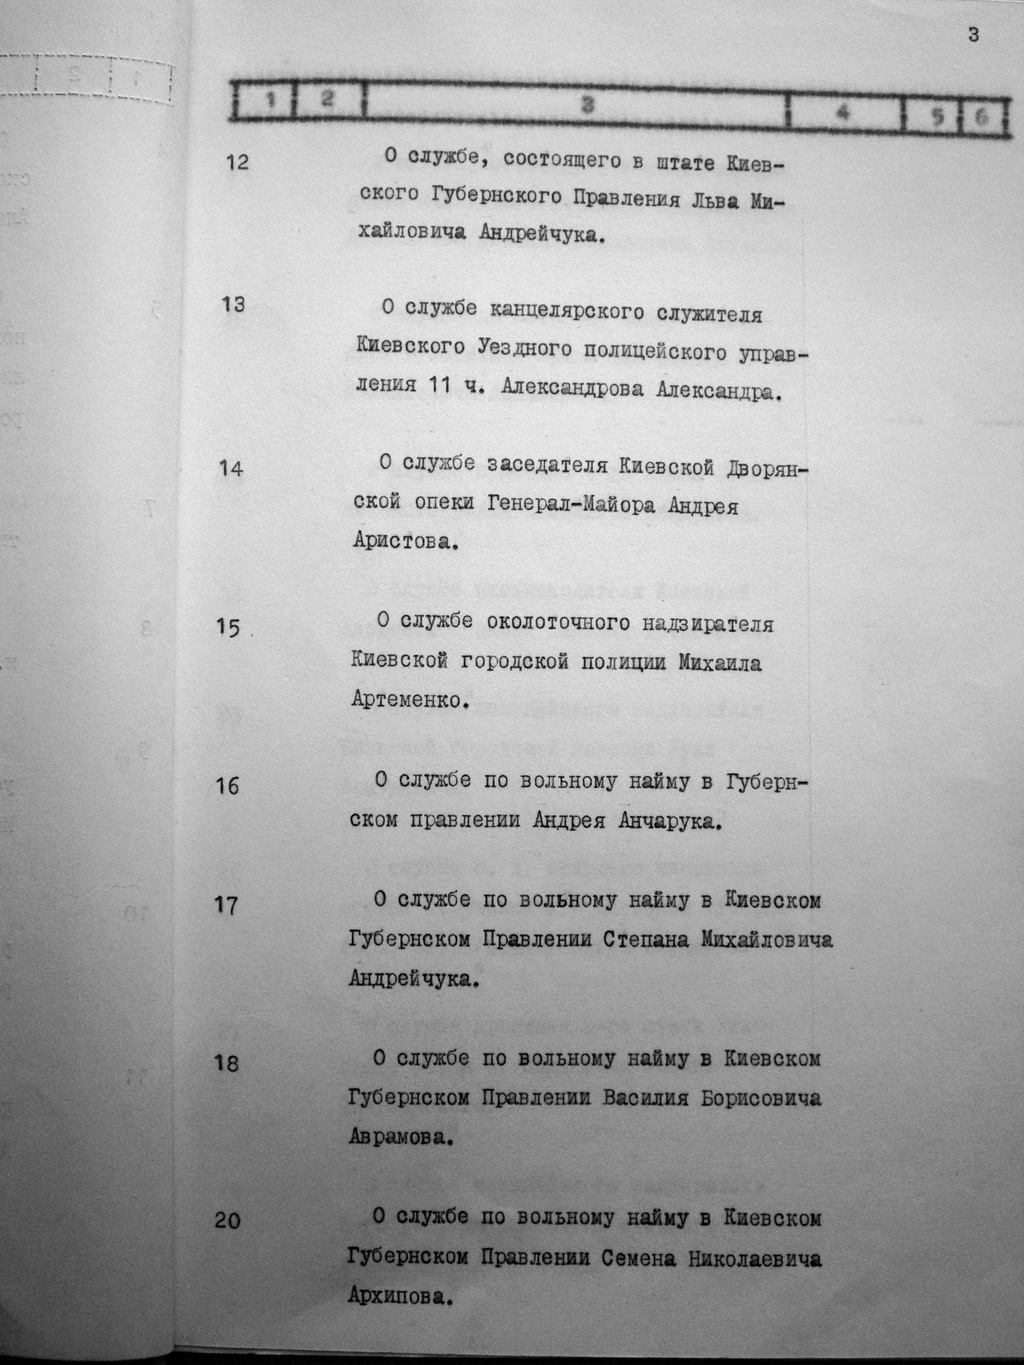 3
1 2 3 4 5 6
12 О службе, состоящего в штате Киев-
ского Губернского Правления Льва Ми-
хайловича Андрейчука.
13 О службе канцелярского служителя
Киевского Уездного полицейского управ-
ления 11 ч. Александрова Александра.
14 О службе заседателя Киевской Дворян-
ской опеки Генерал-Майора Андрея
Аристова.
15 О службе околоточного надзирателя
Киевской городской полиции Михаила
Артеменко.
16 О службе по вольному найму в Губерн-
ском правлении Андрея Анчарука.
17 О службе по вольному найму в Киевском
Губернском Правлении Степана Михайловича
Андрейчука.
18 О службе по вольному найму в Киевском
Губернском Правлении Василия Борисовича
Аврамова.
20 О службе по вольному найму в Киевском
Губернском Правлении Семена Николаевича
Архипова.